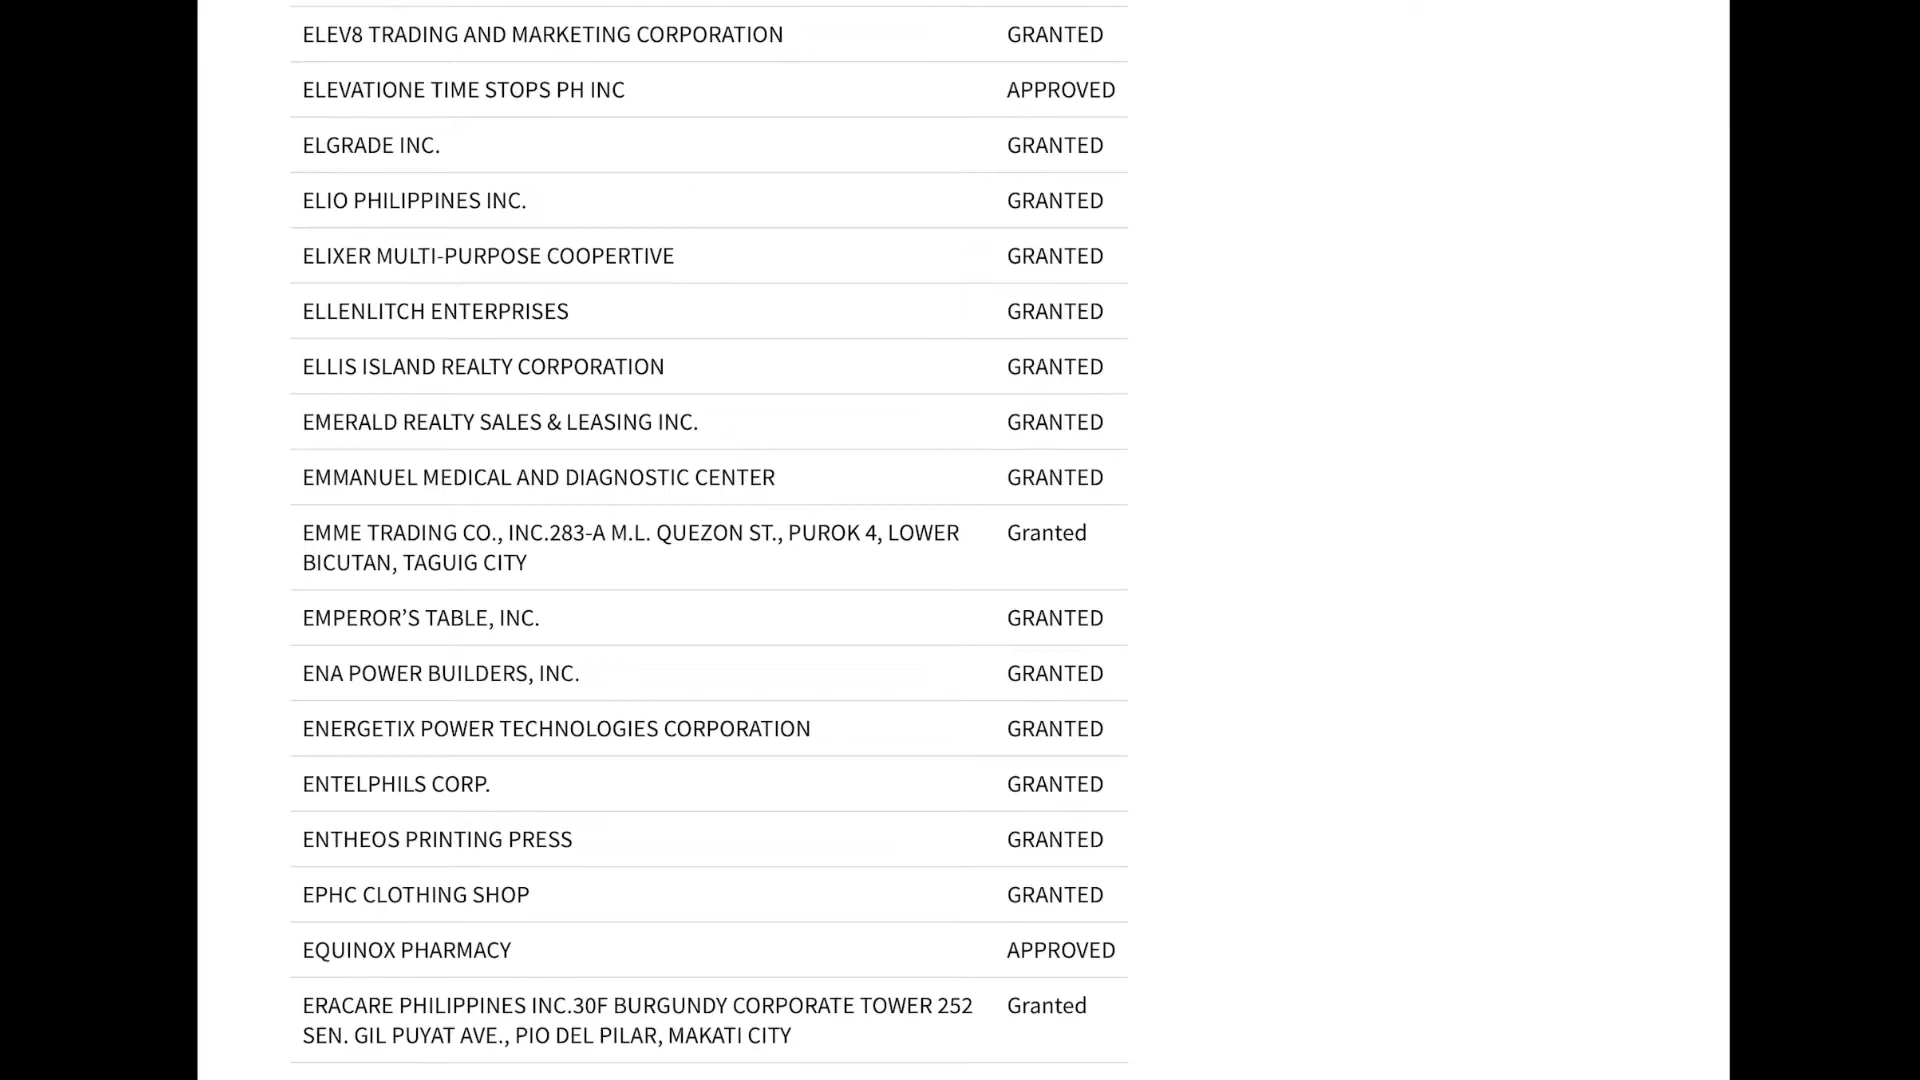 ELEV8 TRADING AND MARKETING CORPORATION GRANTED
ELEVATIONE TIME STOPS PH INC APPROVED
ELGRADE INC. GRANTED
ELIO PHILIPPINES INC. GRANTED
ELIXER MULTI-PURPOSE COOPERTIVE GRANTED
ELLENLITCH ENTERPRISES GRANTED
ELLIS ISLAND REALTY CORPORATION GRANTED
EMERALD REALTY SALES & LEASING INC. GRANTED
EMMANUEL MEDICAL AND DIAGNOSTIC CENTER GRANTED
EMME TRADING CO., INC.283-A M.L. QUEZON ST., PUROK 4, LOWER Granted
BICUTAN, TAGUIG CITY
EMPEROR’S TABLE, INC. GRANTED
ENA POWER BUILDERS, INC. GRANTED
ENERGETIX POWER TECHNOLOGIES CORPORATION GRANTED
ENTELPHILS CORP. GRANTED
ENTHEOS PRINTING PRESS GRANTED
EPHC CLOTHING SHOP GRANTED
EQUINOX PHARMACY APPROVED
ERACARE PHILIPPINES INC.30F BURGUNDY CORPORATE TOWER 252 Granted
SEN. GIL PUYAT AVE., PIO DEL PILAR, MAKATI CITY